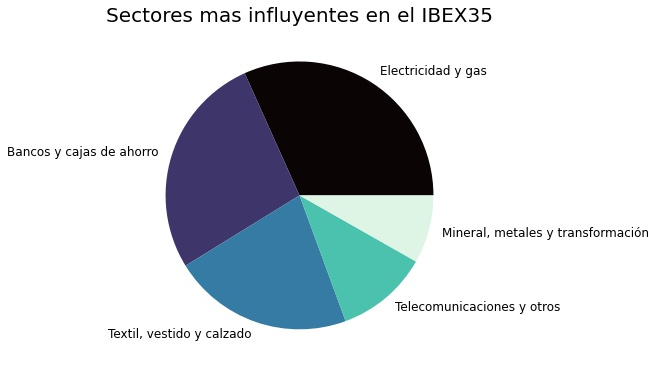 Sectores mas influyentes en el IBEX35
Electricidad y gas
Bancos y cajas de ahorro
Mineral, metales y transformación
Telecomunicaciones y otros
Textil, vestido y calzado